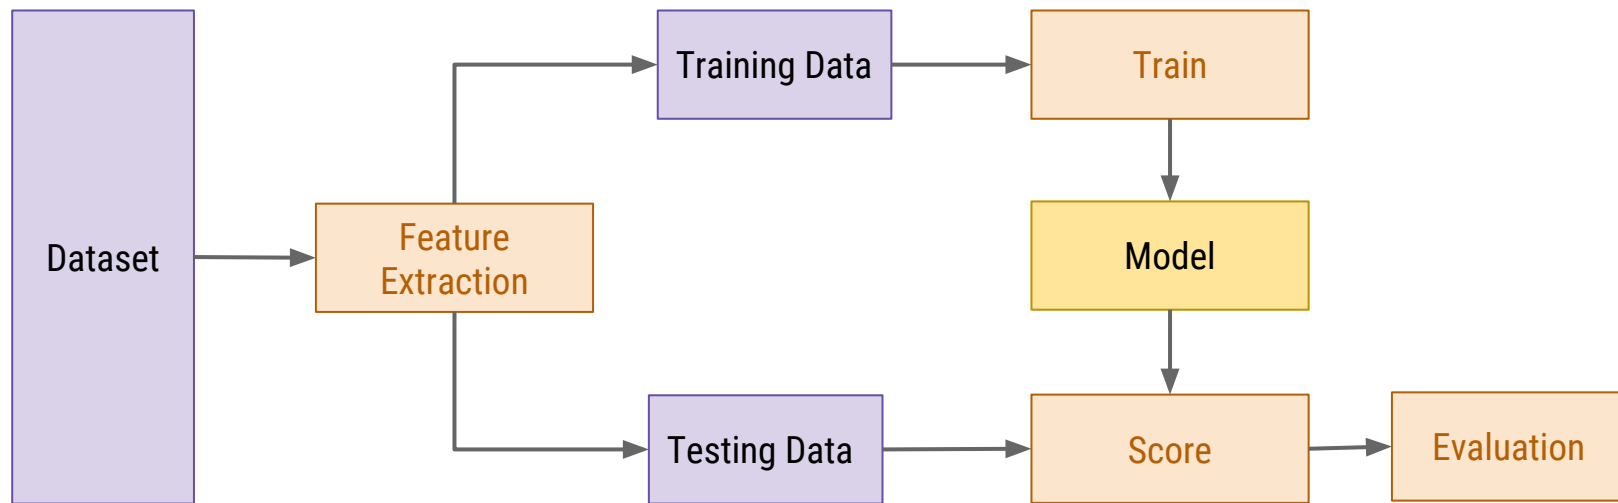 Training Data
Train
Dataset
Feature
Extraction
Model
Testing Data
Score
Evaluation